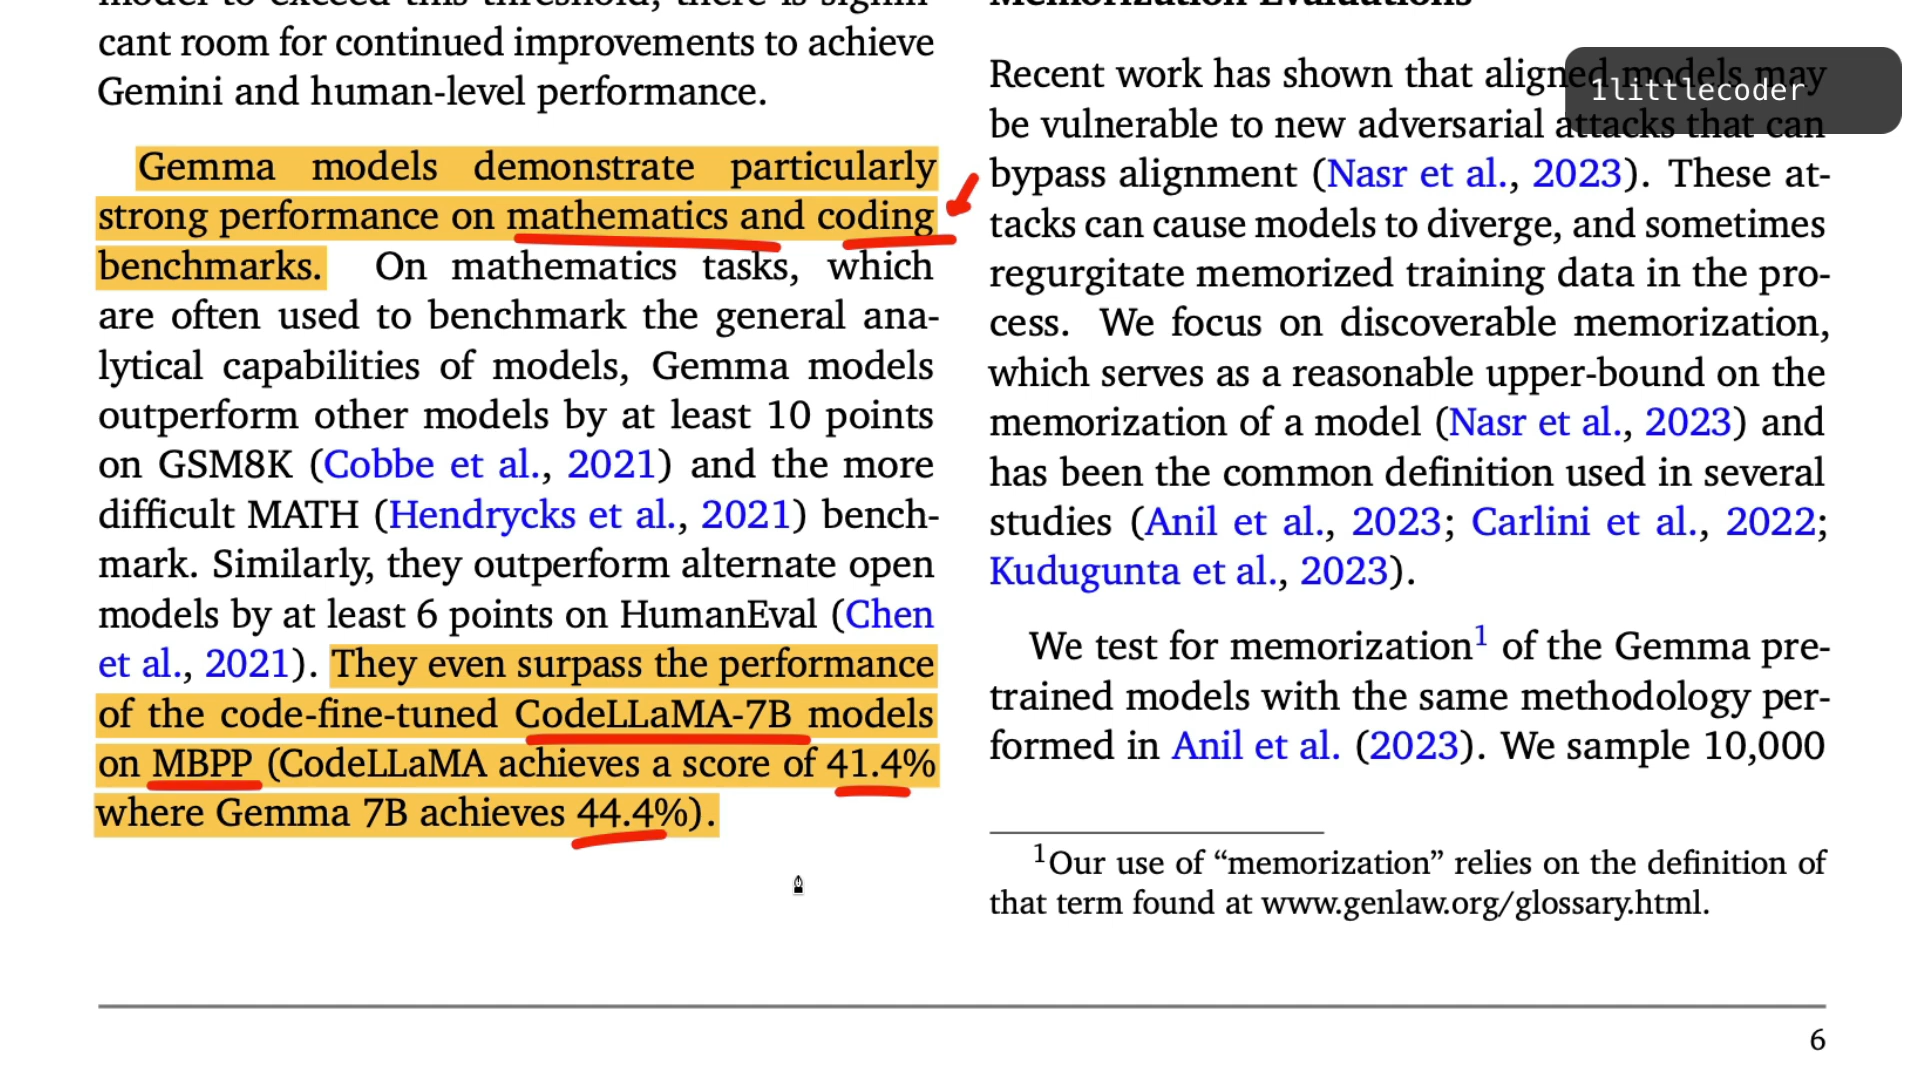 cant room for continued improvements to achieve
Gemini and human-level performance.
Gemma models demonstrate particularly
strong performance on mathematics and coding
benchmarks. On mathematics tasks, which
are often used to benchmark the general ana-
lytical capabilities of models, Gemma models
outperform other models by at least 10 points
on GSM8K (Cobbe et al., 2021) and the more
difficult MATH (Hendrycks et al., 2021) bench-
mark. Similarly, they outperform alternate open
models by at least 6 points on HumanEval (Chen
et al., 2021). They even surpass the performance
of the code-fine-tuned CodeLLaMA-7B models
on MBPP (CodeLLaMA achieves a score of 41.4%
where Gemma 7B achieves 44.4%).
Memorization Evaluations
Recent work has shown that aligned models may
be vulnerable to new adversarial attacks that can
bypass alignment (Nasr et al., 2023). These at-
tacks can cause models to diverge, and sometimes
regurgitate memorized training data in the pro-
cess. We focus on discoverable memorization,
which serves as a reasonable upper-bound on the
memorization of a model (Nasr et al., 2023) and
has been the common definition used in several
studies (Anil et al., 2023; Carlini et al., 2022;
Kudugunta et al., 2023).
We test for memorization¹ of the Gemma pre-
trained models with the same methodology per-
formed in Anil et al. (2023). We sample 10,000
¹Our use of “memorization” relies on the definition of
that term found at www.genlaw.org/glossary.html.
6
1littlecoder